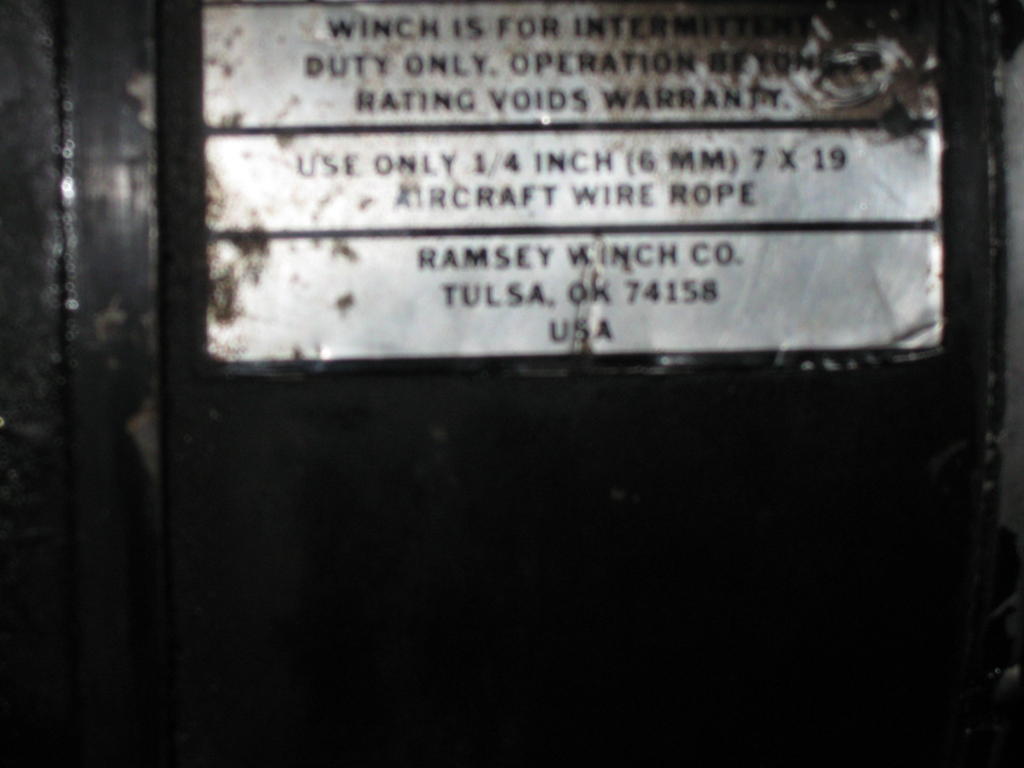 WINCH IS FOR INTERMITTENT
DUTY ONLY. OPERATION BEYOND
RATING VOIDS WARRANTY.
USE ONLY 1/4 INCH (6 MM) 7 X 19
AIRCRAFT WIRE ROPE
RAMSEY WINCH CO.
TULSA, OK 74158
USA